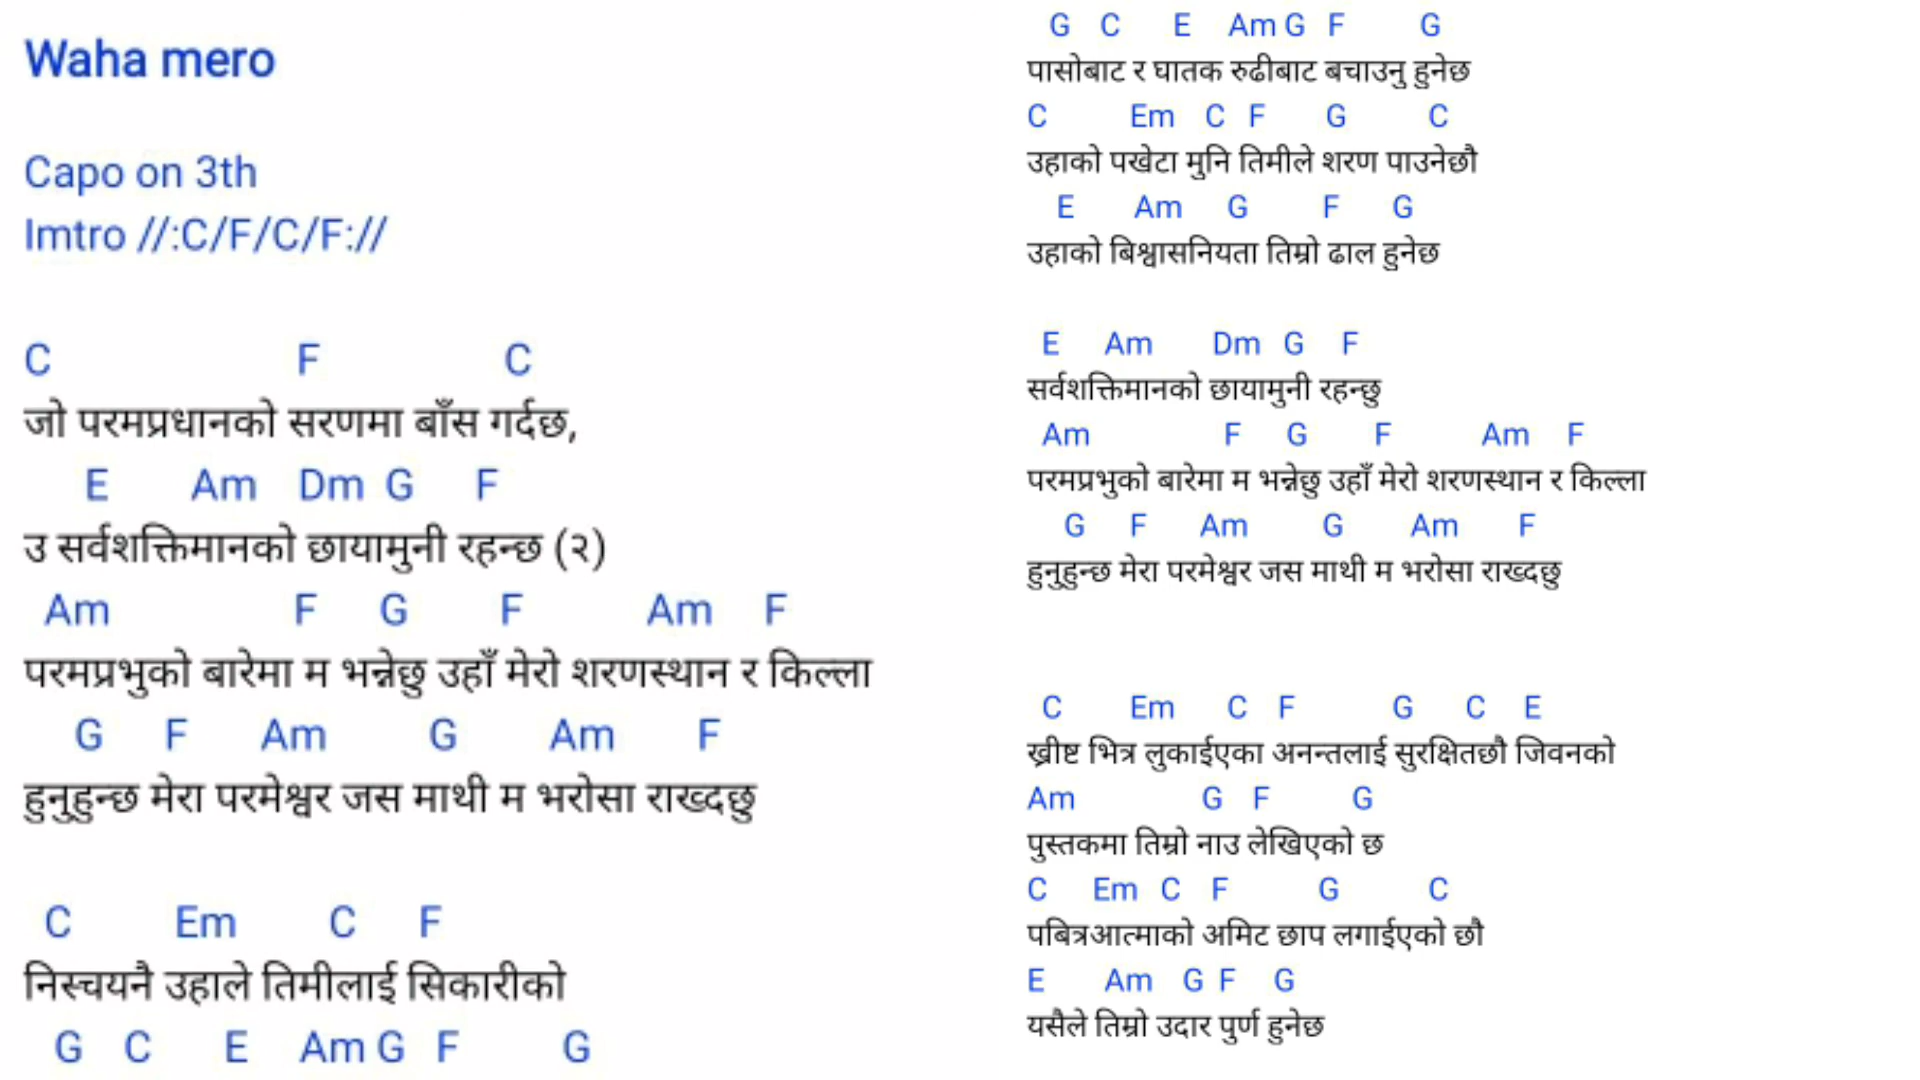 Waha mero
Capo on 3th
Imtro //:C/F/C/F://
C F C
जो परमप्रधानको सरणमा बाँस गर्दछ,
E Am Dm G F
उ सर्वशक्तिमानको छायामुनी रहन्छ (२)
Am F G F Am F
परमप्रभुको बारेमा म भन्नेछु उहाँ मेरो शरणस्थान र किल्ला
G F Am G Am F
हुनुहुन्छ मेरा परमेश्वर जस माथी म भरोसा राख्दछु
C Em C F
निस्चयनै उहाले तिमीलाई सिकारीको
G C E Am G F G
G C E Am G F G
पासोबाट र घातक रुढीबाट बचाउनु हुनेछ
C Em C F G C
उहाको पखेटा मुनि तिमीले शरण पाउनेछौ
E Am G F G
उहाको बिश्वासनियता तिम्रो ढाल हुनेछ
E Am Dm G F
सर्वशक्तिमानको छायामुनी रहन्छु
Am F G F Am F
परमप्रभुको बारेमा म भन्नेछु उहाँ मेरो शरणस्थान र किल्ला
G F Am G Am F
हुनुहुन्छ मेरा परमेश्वर जस माथी म भरोसा राख्दछु
C Em C F G C E
ख्रीष्ट भित्र लुकाईएका अनन्तलाई सुरक्षितछौ जिवनको
Am G F G
पुस्तकमा तिम्रो नाउ लेखिएको छ
C Em C F G C
पबित्रआत्माको अमिट छाप लगाईएको छौ
E Am G F G
यसैले तिम्रो उदार पुर्ण हुनेछ